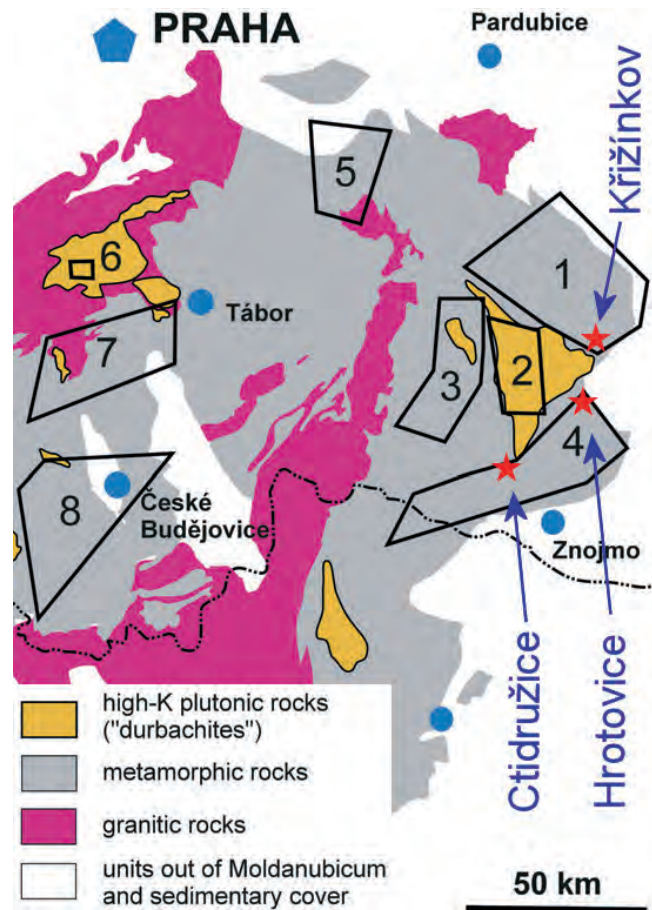 PRAHA
Pardubice
Křižínkov
5
1
6
Tábor
7
2
3
4
8
České
Budějovice
Znojmo
Ctidružice
Hrotovice
high-K plutonic rocks
("durbachites")
metamorphic rocks
granitic rocks
units out of Moldanubicum
and sedimentary cover
50 km